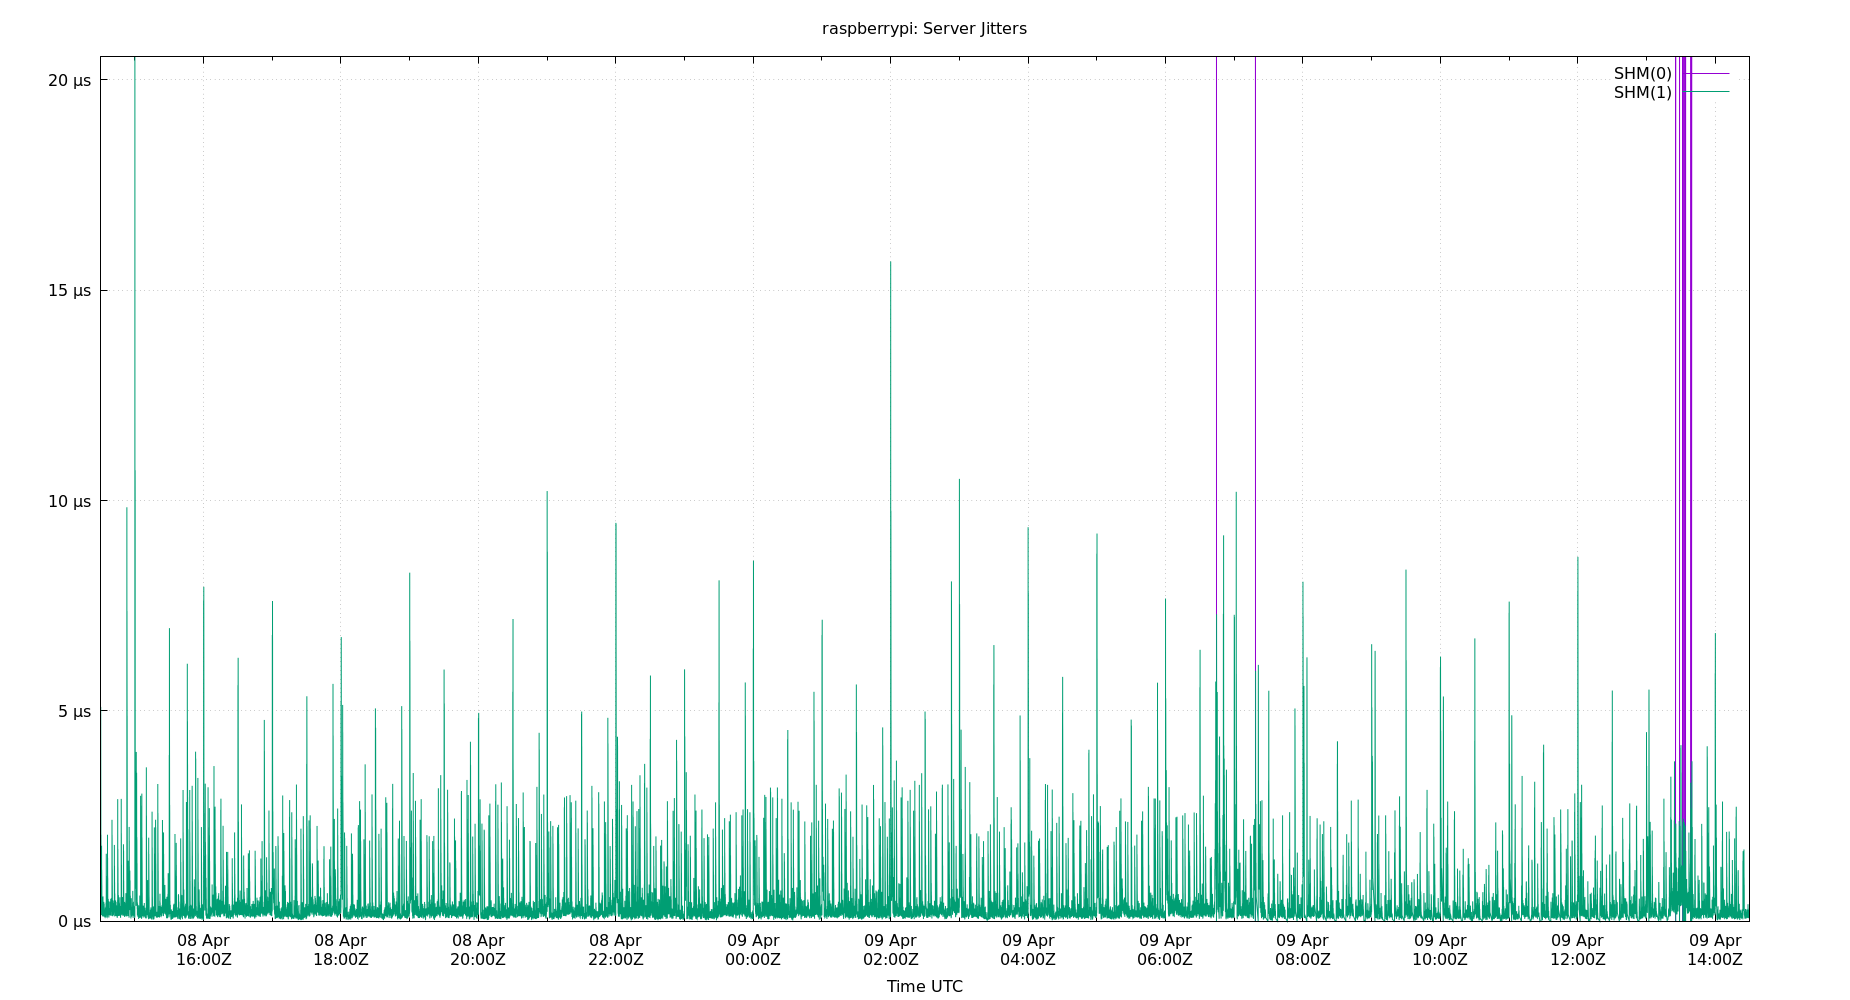 raspberrypi: Server Jitters
SHM(0)
SHM(1)
20 µs
15 µs
10 µs
5 µs
0 µs
08 Apr 08 Apr 08 Apr 08 Apr 09 Apr 09 Apr 09 Apr 09 Apr 09 Apr 09 Apr 09 Apr 09 Apr
16:00Z 18:00Z 20:00Z 22:00Z 00:00Z 02:00Z 04:00Z 06:00Z 08:00Z 10:00Z 12:00Z 14:00Z
Time UTC